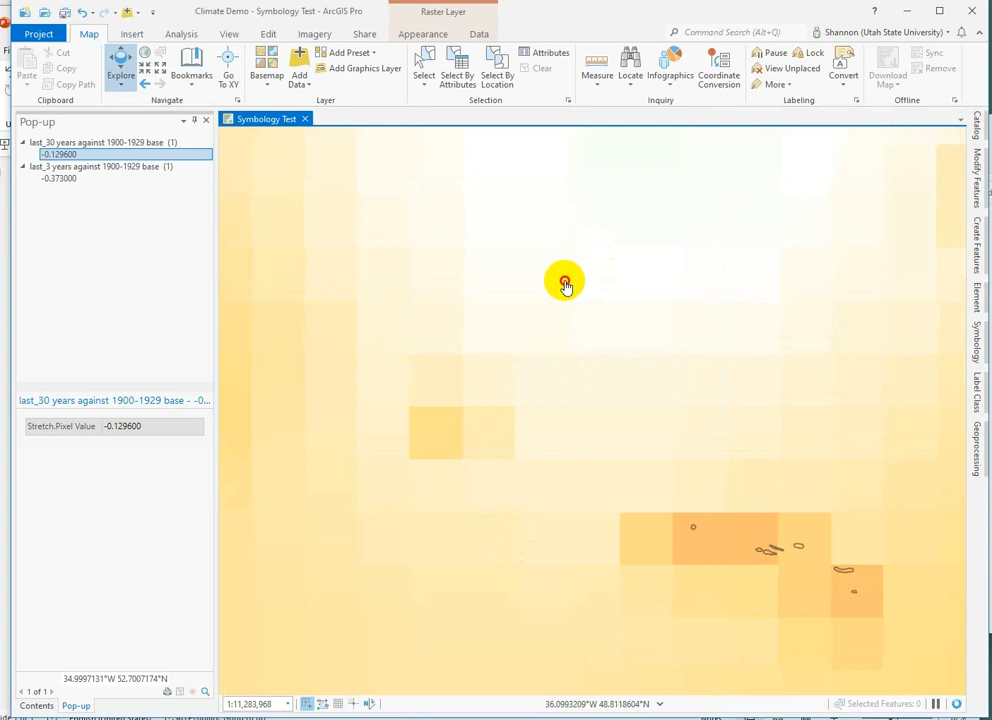 Climate Demo - Symbology Test - ArcGIS Pro
Raster Layer
?
Project Map Insert Analysis View Edit Imagery Share Appearance Data
Command Search (Alt+Q)
Shannon (Utah State University)
Paste
Cut
Copy
Copy Path
Clipboard
Explore
Bookmarks
Go To XY
Navigate
Basemap
Add Data
Add Preset
Add Graphics Layer
Layer
Select
Select By Attributes
Select By Location
Attributes
Clear
Selection
Measure
Locate
Infographics
Coordinate Conversion
Inquiry
Pause
Lock
View Unplaced
More
Convert
Labeling
Download Map
Sync
Remove
Offline
Pop-up
last_30 years against 1900-1929 base (1)
-0.129600
last_3 years against 1900-1929 base (1)
-0.373000
last_30 years against 1900-1929 base - -0...
Stretch.Pixel Value -0.129600
34.9997131°W 52.7007174°N
1 of 1
Contents Pop-up
Symbology Test
Catalog
Modify Features
Create Features
Element
Symbology
Label Class
Geoprocessing
1:11,283,968
36.0993209°W 48.8118604°N
Selected Features: 0